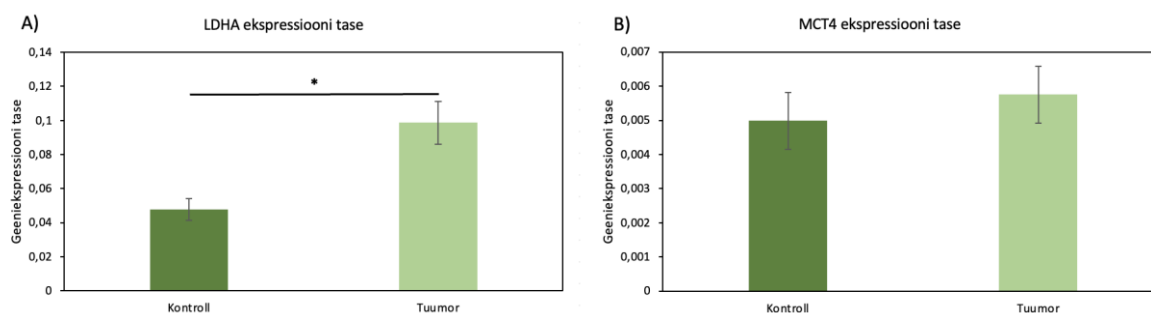 A)
LDHA ekspressiooni tase
Geeniekspressiooni tase
0,14
0,12
0,1
0,08
0,06
0,04
0,02
0
*
Kontroll
Tuumor
B)
MCT4 ekspressiooni tase
Geeniekspressiooni tase
0,007
0,006
0,005
0,004
0,003
0,002
0,001
0
Kontroll
Tuumor